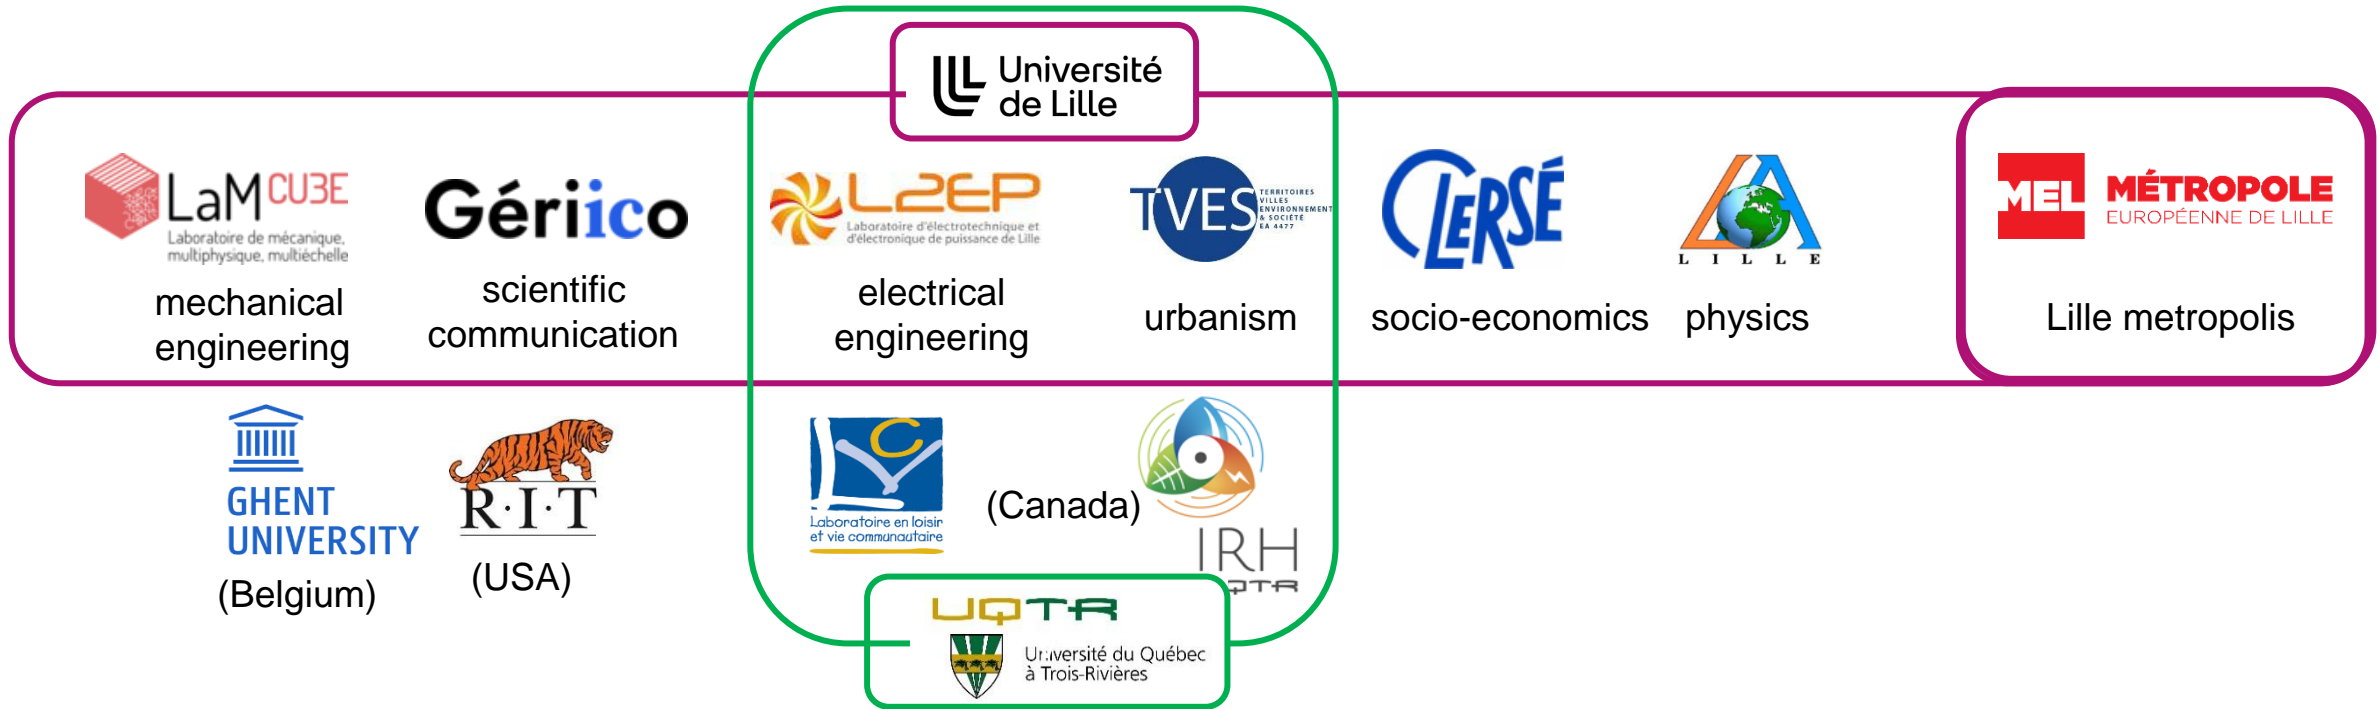 Université
de Lille
LaMCUBE
Laboratoire de mécanique,
multiphysique, multiéchelle
mechanical
engineering
Gériico
scientific
communication
L2EP
Laboratoire d'électrotechnique et
d'électronique de puissance de Lille
electrical
engineering
TVES
TERRITOIRES
VILLES
ENVIRONNEMENT
& SOCIÉTÉ
EA 4477
urbanism
CLERSÉ
socio-economics
LILLE
physics
MEL
MÉTROPOLE
EUROPÉENNE DE LILLE
Lille metropolis
GHENT
UNIVERSITY
(Belgium)
R·I·T
(USA)
Laboratoire en loisir
et vie communautaire
(Canada)
IRH
UQTR
Université du Québec
à Trois-Rivières